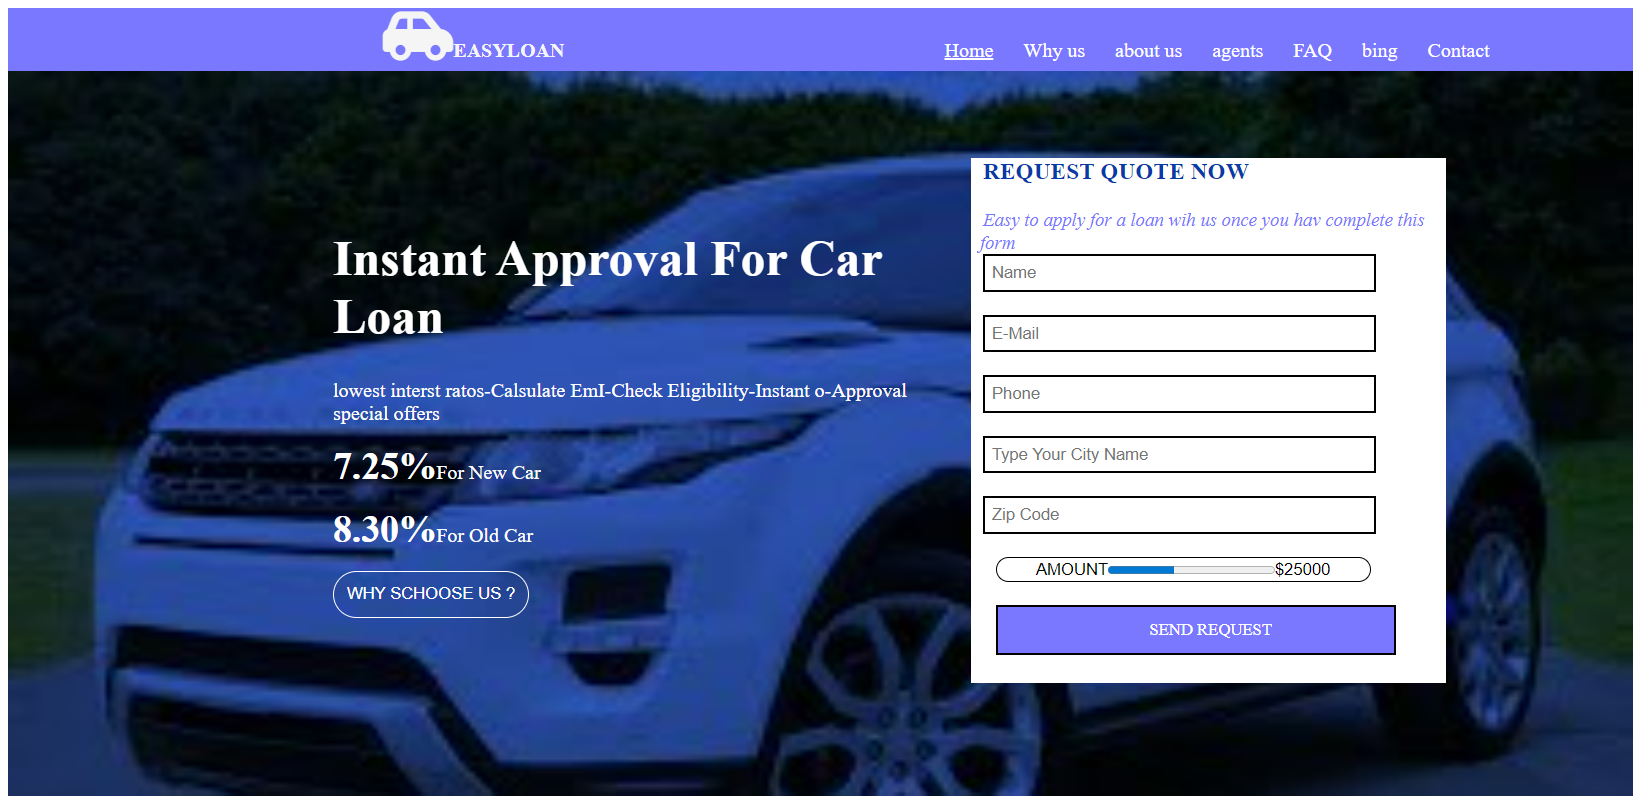 EASYLOAN
Home Why us about us agents FAQ bing Contact
Instant Approval For Car
Loan
lowest interst ratos-Calsulate EmI-Check Eligibility-Instant o-Approval
special offers
7.25%For New Car
8.30%For Old Car
WHY SCHOOSE US ?
REQUEST QUOTE NOW
Easy to apply for a loan wih us once you hav complete this
form
Name
E-Mail
Phone
Type Your City Name
Zip Code
AMOUNT $25000
SEND REQUEST